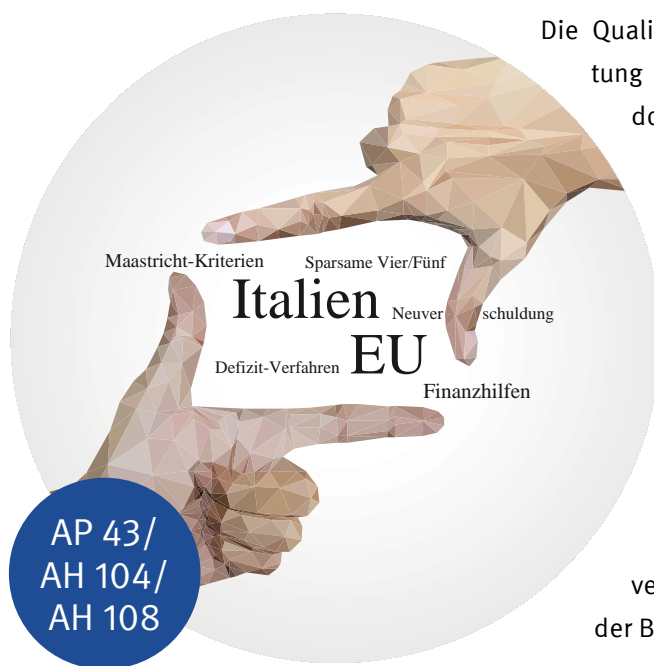 Die Quali
tung
do
Maastricht-Kriterien
Sparsame Vier/Fünf
Italien
Neuver schuldung
EU
Defizit-Verfahren
Finanzhilfen
AP 43/
AH 104/
AH 108
ve
der B